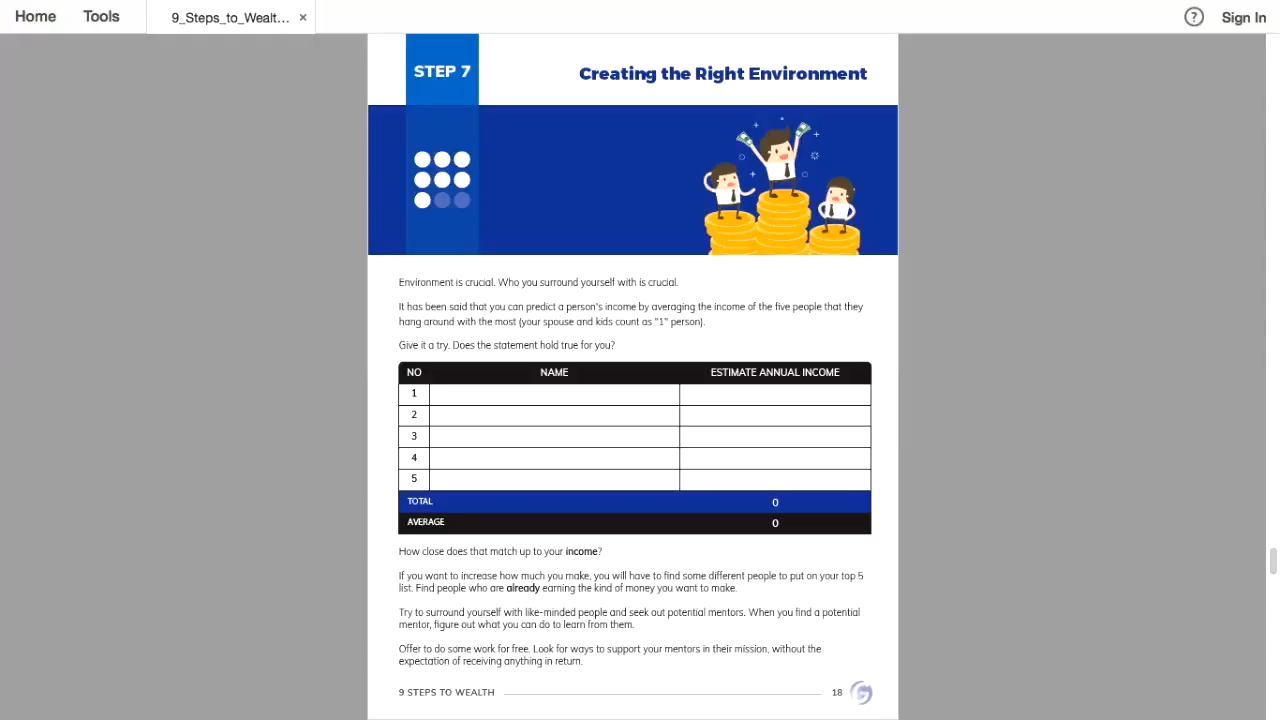 Home Tools 9_Steps_to_Wealt... × ? Sign In
STEP 7
Creating the Right Environment
Environment is crucial. Who you surround yourself with is crucial.
It has been said that you can predict a person's income by averaging the income of the five people that they
hang around with the most (your spouse and kids count as "1" person).
Give it a try. Does the statement hold true for you?
NO NAME ESTIMATE ANNUAL INCOME
1
2
3
4
5
TOTAL 0
AVERAGE 0
How close does that match up to your income?
If you want to increase how much you make, you will have to find some different people to put on your top 5
list. Find people who are already earning the kind of money you want to make.
Try to surround yourself with like-minded people and seek out potential mentors. When you find a potential
mentor, figure out what you can do to learn from them.
Offer to do some work for free. Look for ways to support your mentors in their mission, without the
expectation of receiving anything in return.
9 STEPS TO WEALTH 18